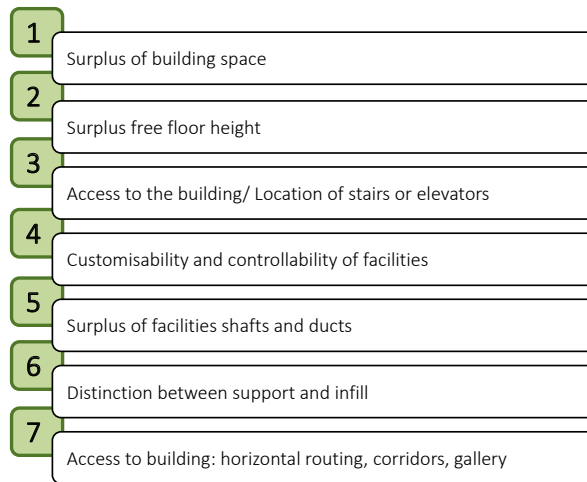 1
Surplus of building space
2
Surplus free floor height
3
Access to the building/ Location of stairs or elevators
4
Customisability and controllability of facilities
5
Surplus of facilities shafts and ducts
6
Distinction between support and infill
7
Access to building: horizontal routing, corridors, gallery